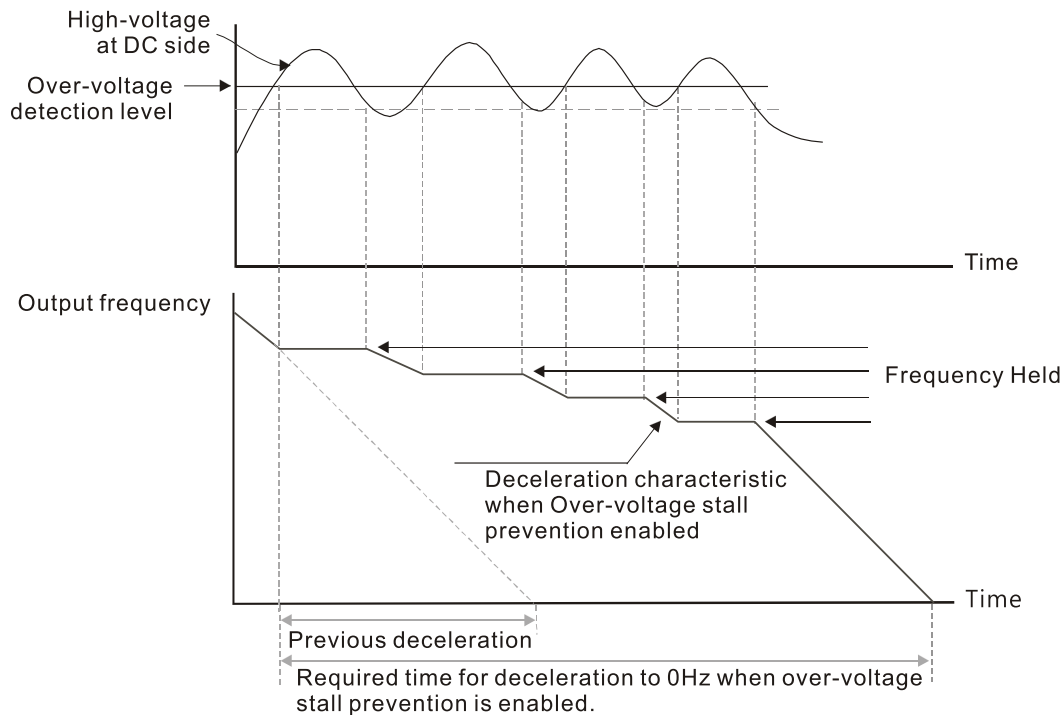 High-voltage
at DC side
Over-voltage
detection level
Time
Output frequency
Frequency Held
Deceleration characteristic
when Over-voltage stall
prevention enabled
Time
Previous deceleration
Required time for deceleration to 0Hz when over-voltage
stall prevention is enabled.